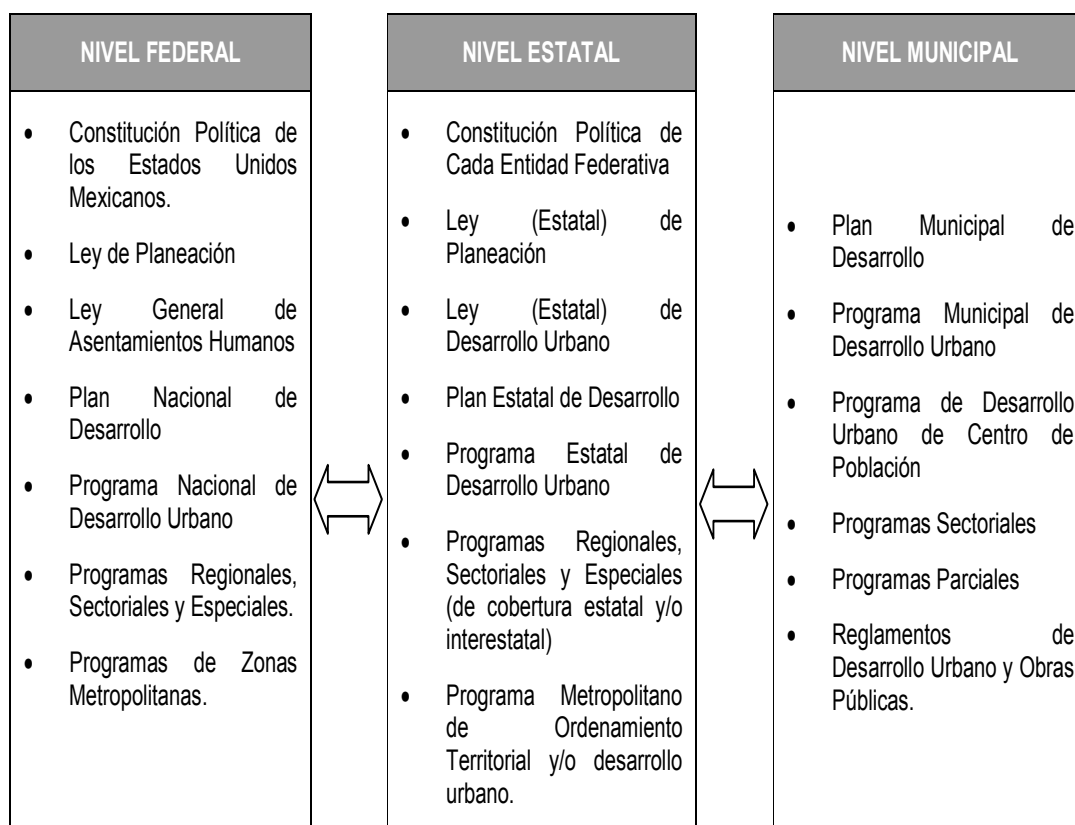 NIVEL FEDERAL
• Constitución Política de
los Estados Unidos
Mexicanos.
• Ley de Planeación
• Ley General de
Asentamientos Humanos
• Plan Nacional de
Desarrollo
• Programa Nacional de
Desarrollo Urbano
• Programas Regionales,
Sectoriales y Especiales.
• Programas de Zonas
Metropolitanas.
NIVEL ESTATAL
• Constitución Política de
Cada Entidad Federativa
• Ley (Estatal) de
Planeación
• Ley (Estatal) de
Desarrollo Urbano
• Plan Estatal de Desarrollo
• Programa Estatal de
Desarrollo Urbano
• Programas Regionales,
Sectoriales y Especiales
(de cobertura estatal y/o
interestatal)
• Programa Metropolitano
de Ordenamiento
Territorial y/o desarrollo
urbano.
NIVEL MUNICIPAL
• Plan Municipal de
Desarrollo
• Programa Municipal de
Desarrollo Urbano
• Programa de Desarrollo
Urbano de Centro de
Población
• Programas Sectoriales
• Programas Parciales
• Reglamentos de
Desarrollo Urbano y Obras
Públicas.